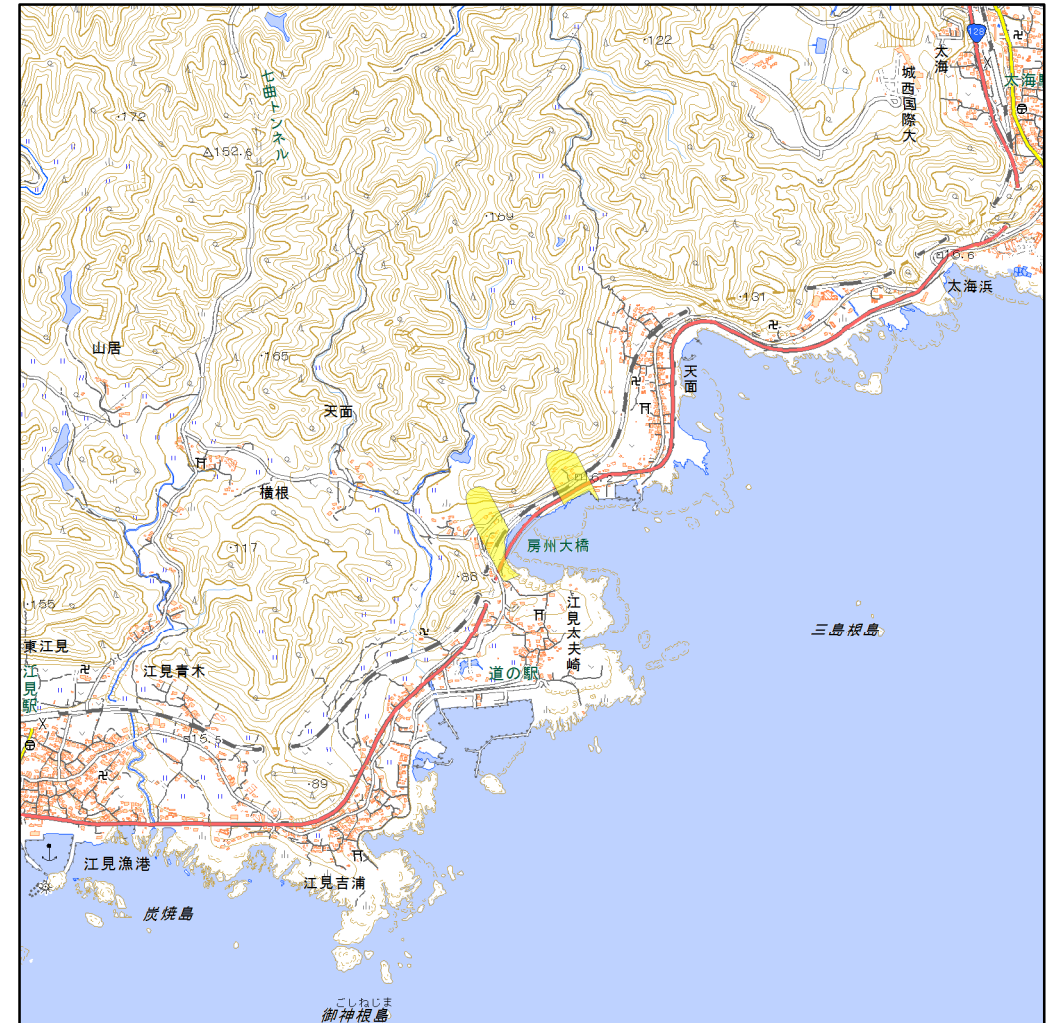 128
太海
太海
城西国際大
七曲トンネル
·122
·172
152.6
·169
太海浜
·131
山居
·165
天面
天面
横根
·117
房州大橋
·88
江見太夫崎
三島根島
·155
東江見
江見駅
江見青木
道の駅
15.5
·89
江見漁港
江見吉浦
炭焼島
ごしねじま
御神根島